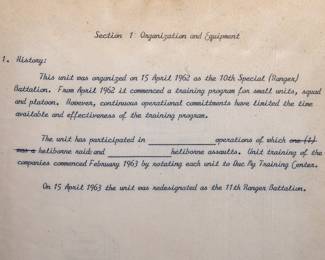 Section 1: Organization and Equipment
1. History:
This unit was organized on 15 April 1962 as the 10th Special (Ranger)
Battalion. From April 1962 it commenced a training program for small units, squad
and platoon. However, continuous operational committments have limited the time
available and effectiveness of the training program.
The unit has participated in ____________ operations of which one (1)
was a heliborne raid and ____________ heliborne assaults. Unit training of the
companies commenced February 1963 by rotating each unit to Duc My Training Center.
On 15 April 1963 the unit was redesignated as the 11th Ranger Battalion.